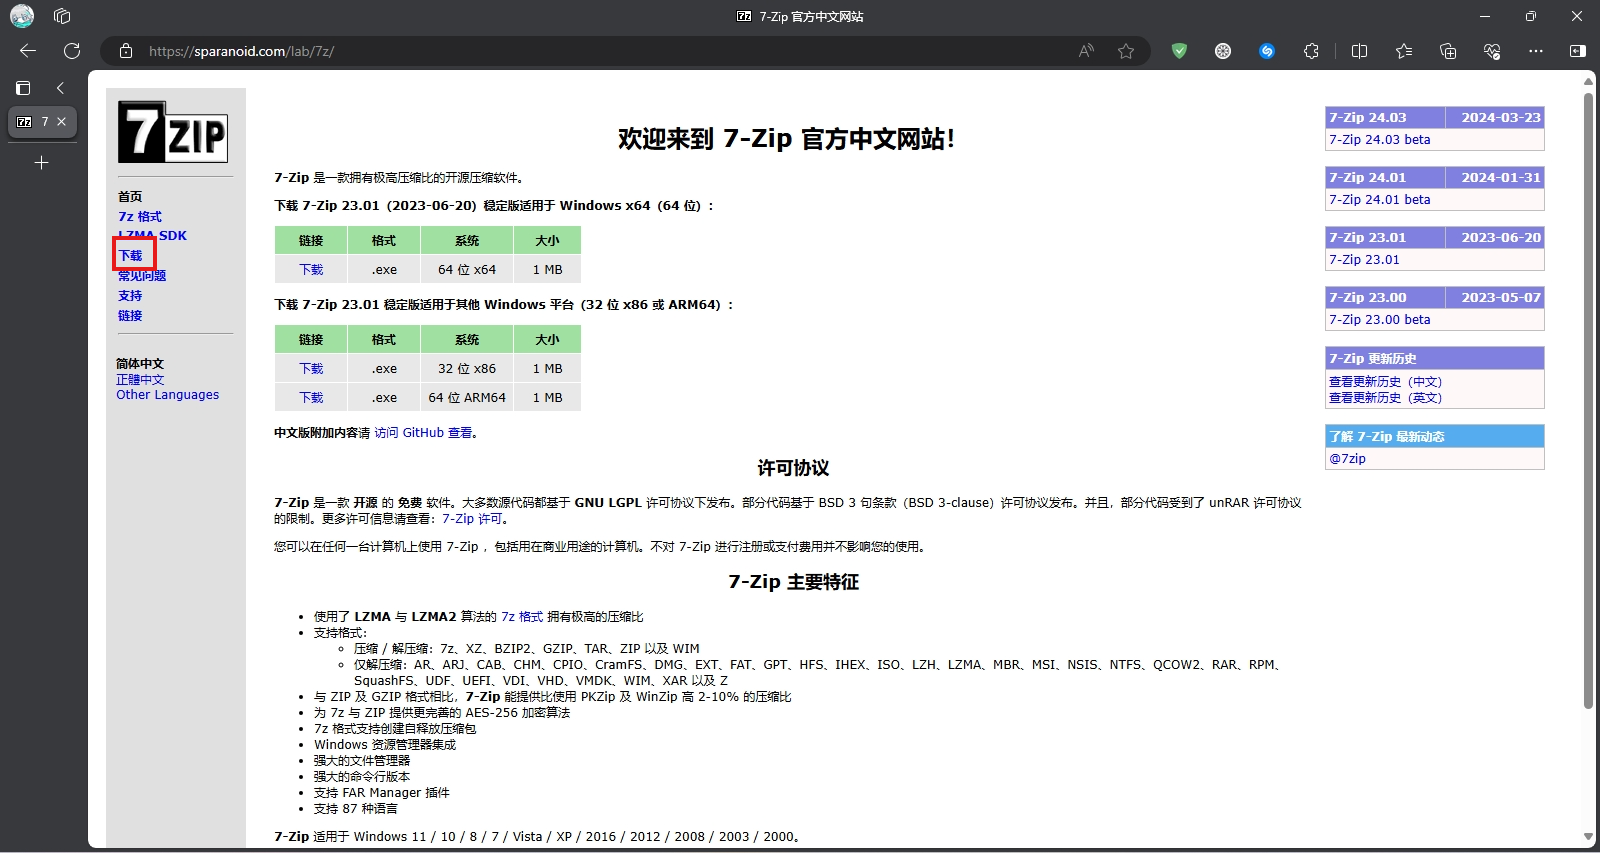 7-Zip 官方中文网站
https://sparanoid.com/lab/7z/
7
7ZIP
首页
7z 格式
LZMA SDK
下载
常见问题
支持
链接
简体中文
正體中文
Other Languages
欢迎来到 7-Zip 官方中文网站！
7-Zip 是一款拥有极高压缩比的开源压缩软件。
下载 7-Zip 23.01（2023-06-20）稳定版适用于 Windows x64（64 位）：
链接 格式 系统 大小
下载 .exe 64 位 x64 1 MB
下载 7-Zip 23.01 稳定版适用于其他 Windows 平台（32 位 x86 或 ARM64）：
链接 格式 系统 大小
下载 .exe 32 位 x86 1 MB
下载 .exe 64 位 ARM64 1 MB
中文版附加内容请 访问 GitHub 查看。
许可协议
7-Zip 是一款 开源 的 免费 软件。大多数源代码都基于 GNU LGPL 许可协议下发布。部分代码基于 BSD 3 句条款（BSD 3-clause）许可协议发布。并且，部分代码受到了 unRAR 许可协议
的限制。更多许可信息请查看：7-Zip 许可。
您可以在任何一台计算机上使用 7-Zip ，包括用在商业用途的计算机。不对 7-Zip 进行注册或支付费用并不影响您的使用。
7-Zip 主要特征
• 使用了 LZMA 与 LZMA2 算法的 7z 格式 拥有极高的压缩比
• 支持格式：
压缩 / 解压缩：7z、XZ、BZIP2、GZIP、TAR、ZIP 以及 WIM
仅解压缩：AR、ARJ、CAB、CHM、CPIO、CramFS、DMG、EXT、FAT、GPT、HFS、IHEX、ISO、LZH、LZMA、MBR、MSI、NSIS、NTFS、QCOW2、RAR、RPM、
SquashFS、UDF、UEFI、VDI、VHD、VMDK、WIM、XAR 以及 Z
• 与 ZIP 及 GZIP 格式相比，7-Zip 能提供比使用 PKZip 及 WinZip 高 2-10% 的压缩比
• 为 7z 与 ZIP 提供更完善的 AES-256 加密算法
• 7z 格式支持创建自释放压缩包
• Windows 资源管理器集成
• 强大的文件管理器
• 强大的命令行版本
• 支持 FAR Manager 插件
• 支持 87 种语言
7-Zip 适用于 Windows 11 / 10 / 8 / 7 / Vista / XP / 2016 / 2012 / 2008 / 2003 / 2000。
7-Zip 24.03 2024-03-23
7-Zip 24.03 beta
7-Zip 24.01 2024-01-31
7-Zip 24.01 beta
7-Zip 23.01 2023-06-20
7-Zip 23.01
7-Zip 23.00 2023-05-07
7-Zip 23.00 beta
7-Zip 更新历史
查看更新历史（中文）
查看更新历史（英文）
了解 7-Zip 最新动态
@7zip